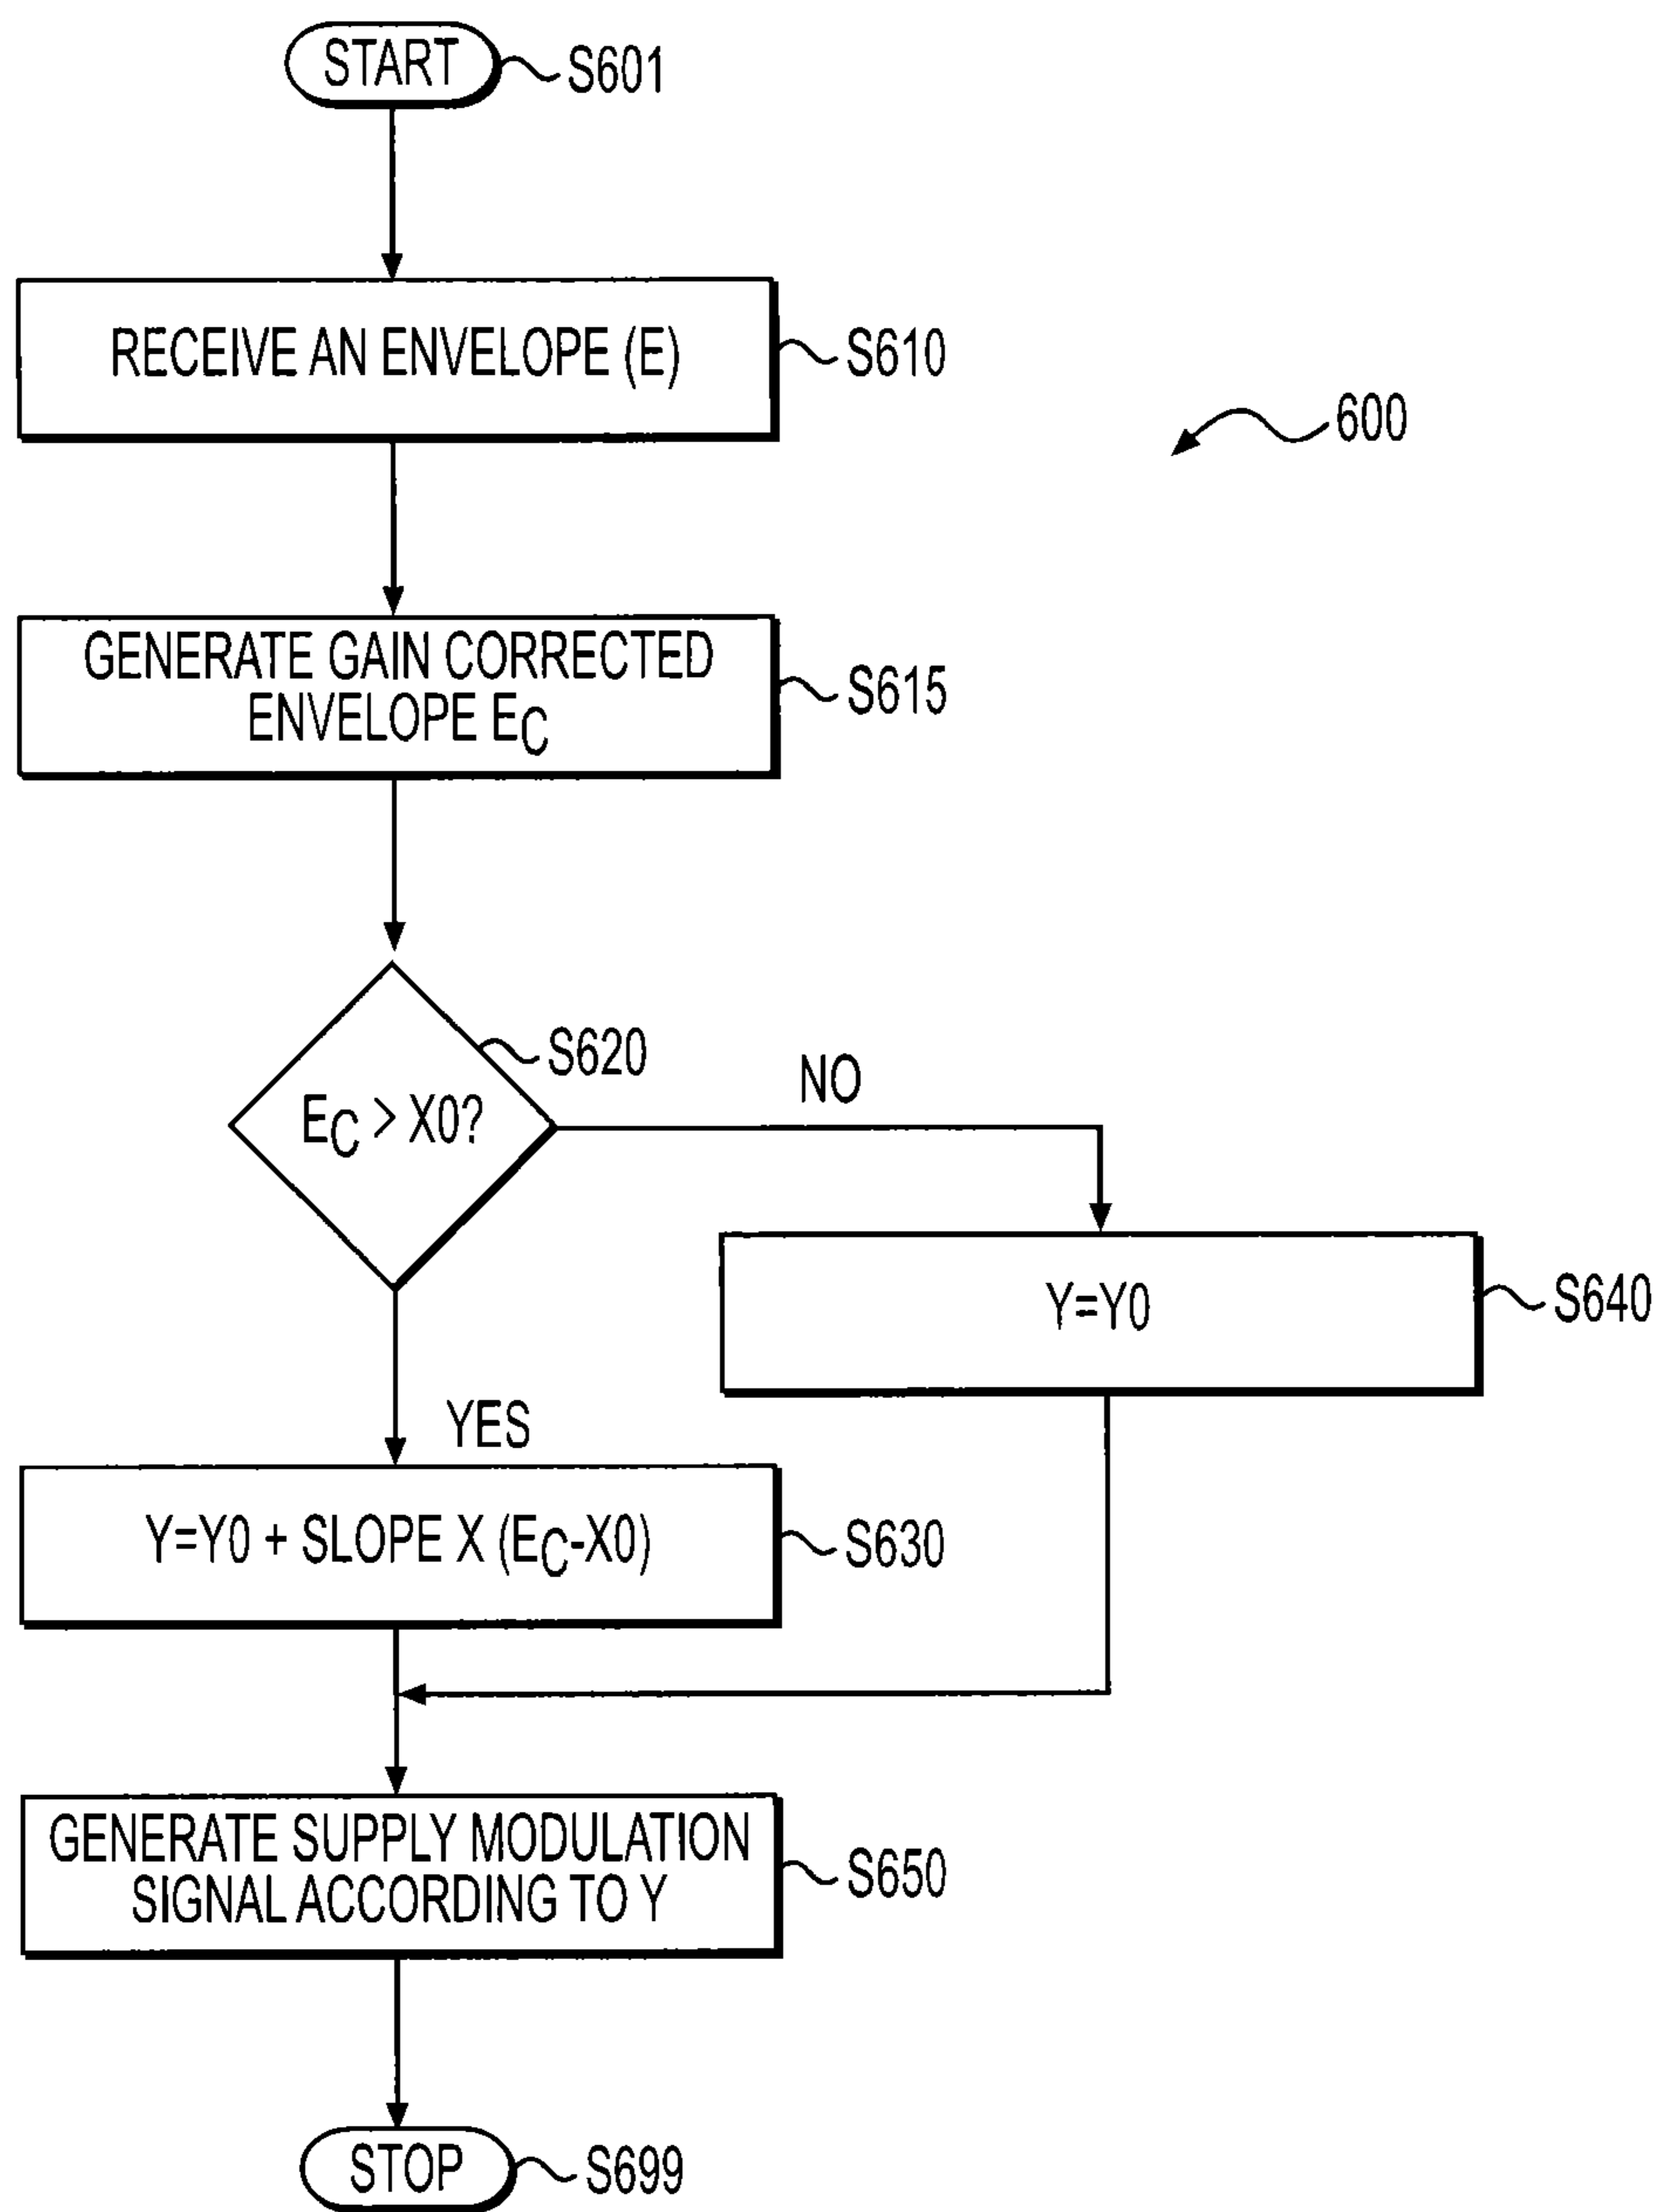 START
S601
RECEIVE AN ENVELOPE (E)
S610
600
GENERATE GAIN CORRECTED
ENVELOPE EC
S615
S620
EC > X0?
NO
Y=Y0
S640
YES
Y=Y0 + SLOPE X (EC-X0)
S630
GENERATE SUPPLY MODULATION
SIGNAL ACCORDING TO Y
S650
STOP
S699